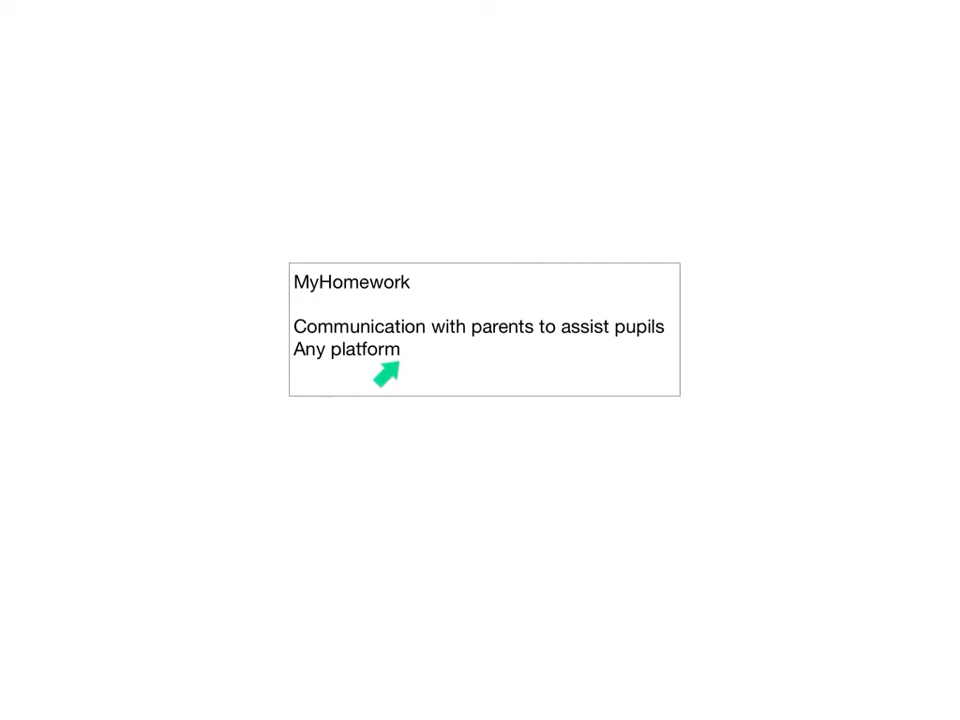 MyHomework
Communication with parents to assist pupils
Any platform